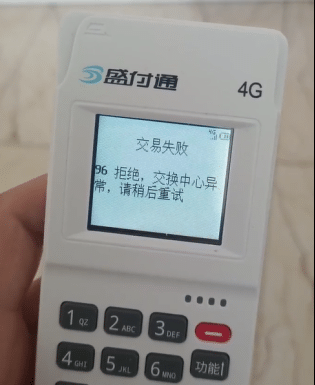 盛付通
4G
交易失败
96 拒绝，交换中心异
常，请稍后重试
1 QZ 2 ABC 3 DEF
4 GHI 5 JKL 6 MNO 功能